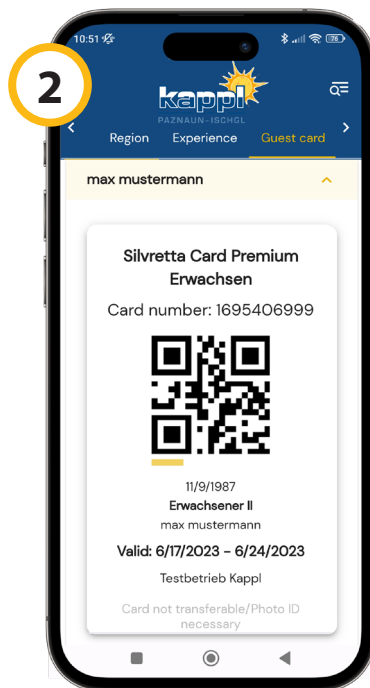 2
10:51
76
kappl
PAZNAUN-ISCHGL
Region Experience Guest card
max mustermann
Silvretta Card Premium
Erwachsen
Card number: 1695406999
11/9/1987
Erwachsener II
max mustermann
Valid: 6/17/2023 - 6/24/2023
Testbetrieb Kappl
Card not transferable/Photo ID
necessary